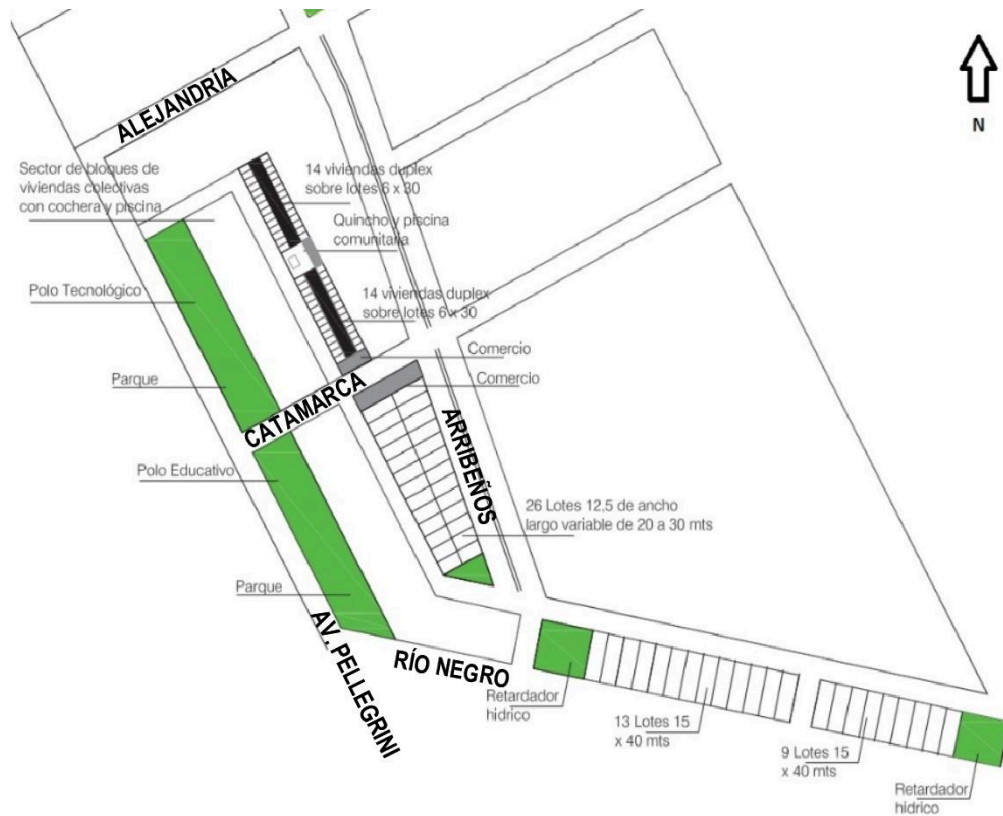 N
ALEJANDRÍA
Sector de bloques de
viviendas colectivas
con cochera y piscina
14 viviendas duplex
sobre lotes 6 x 30
Quincho y piscina
comunitaria
Polo Tecnológico
14 viviendas duplex
sobre lotes 6 x 30
Comercio
Parque
Comercio
CATAMARCA
ARRIBEÑOS
Polo Educativo
26 Lotes 12,5 de ancho
largo variable de 20 a 30 mts
Parque
AV. PELLEGRINI
RÍO NEGRO
Retardador
hidrico
13 Lotes 15
x 40 mts
9 Lotes 15
x 40 mts
Retardador
hidrico